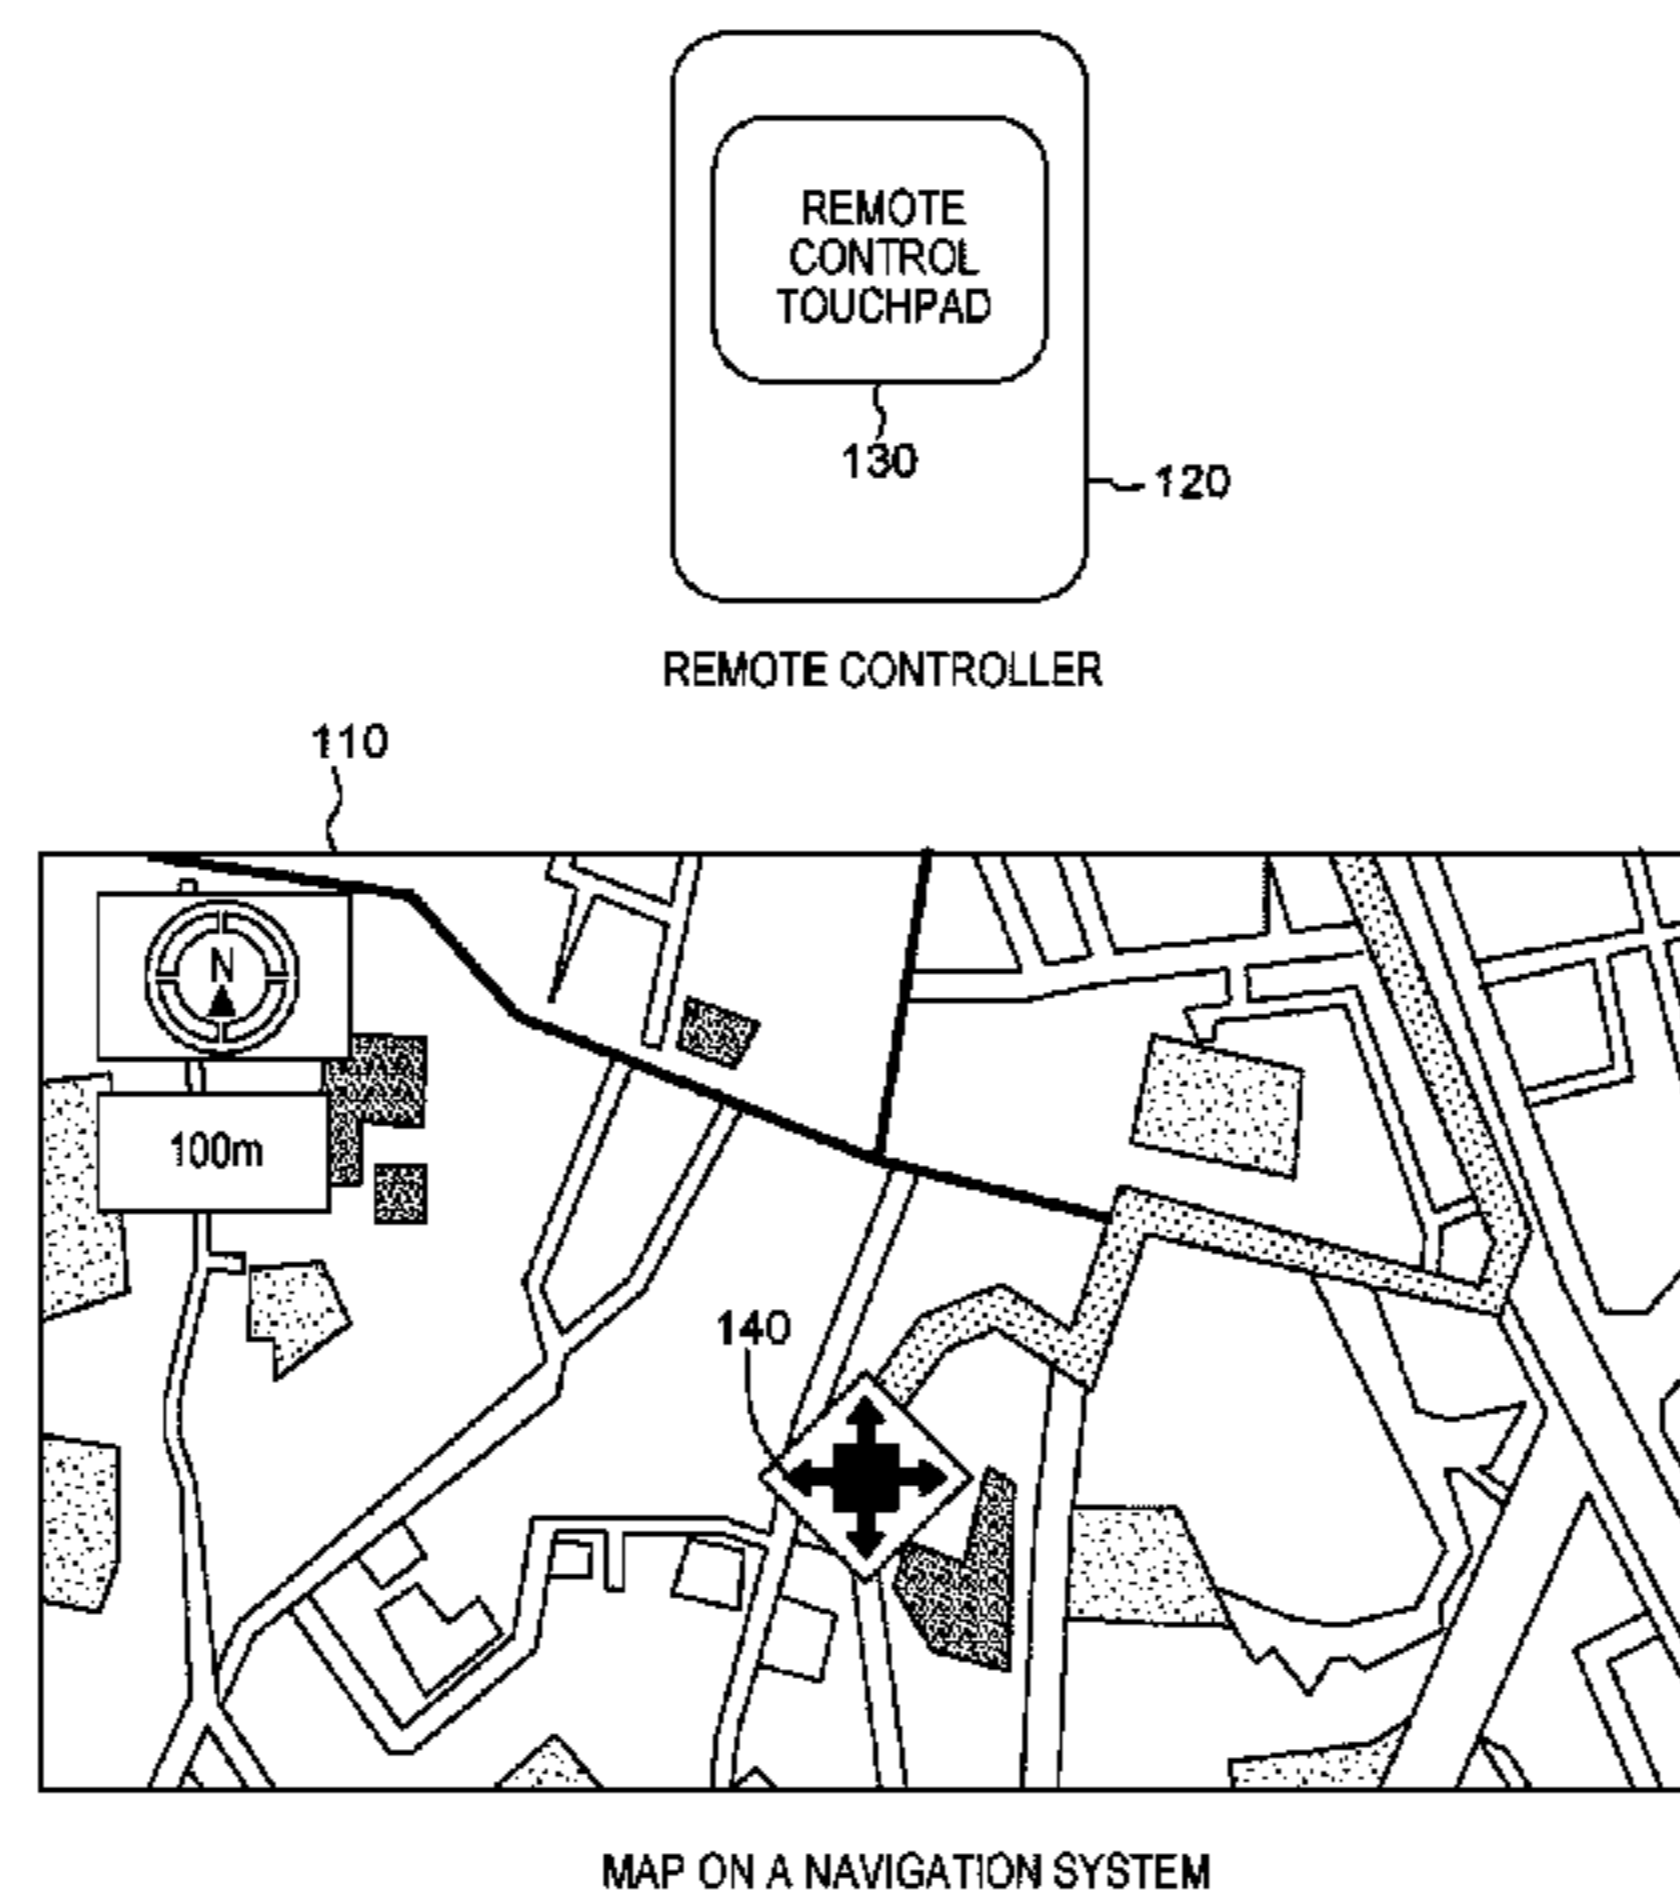 REMOTE
CONTROL
TOUCHPAD
130
120
REMOTE CONTROLLER
110
N
100m
140
MAP ON A NAVIGATION SYSTEM